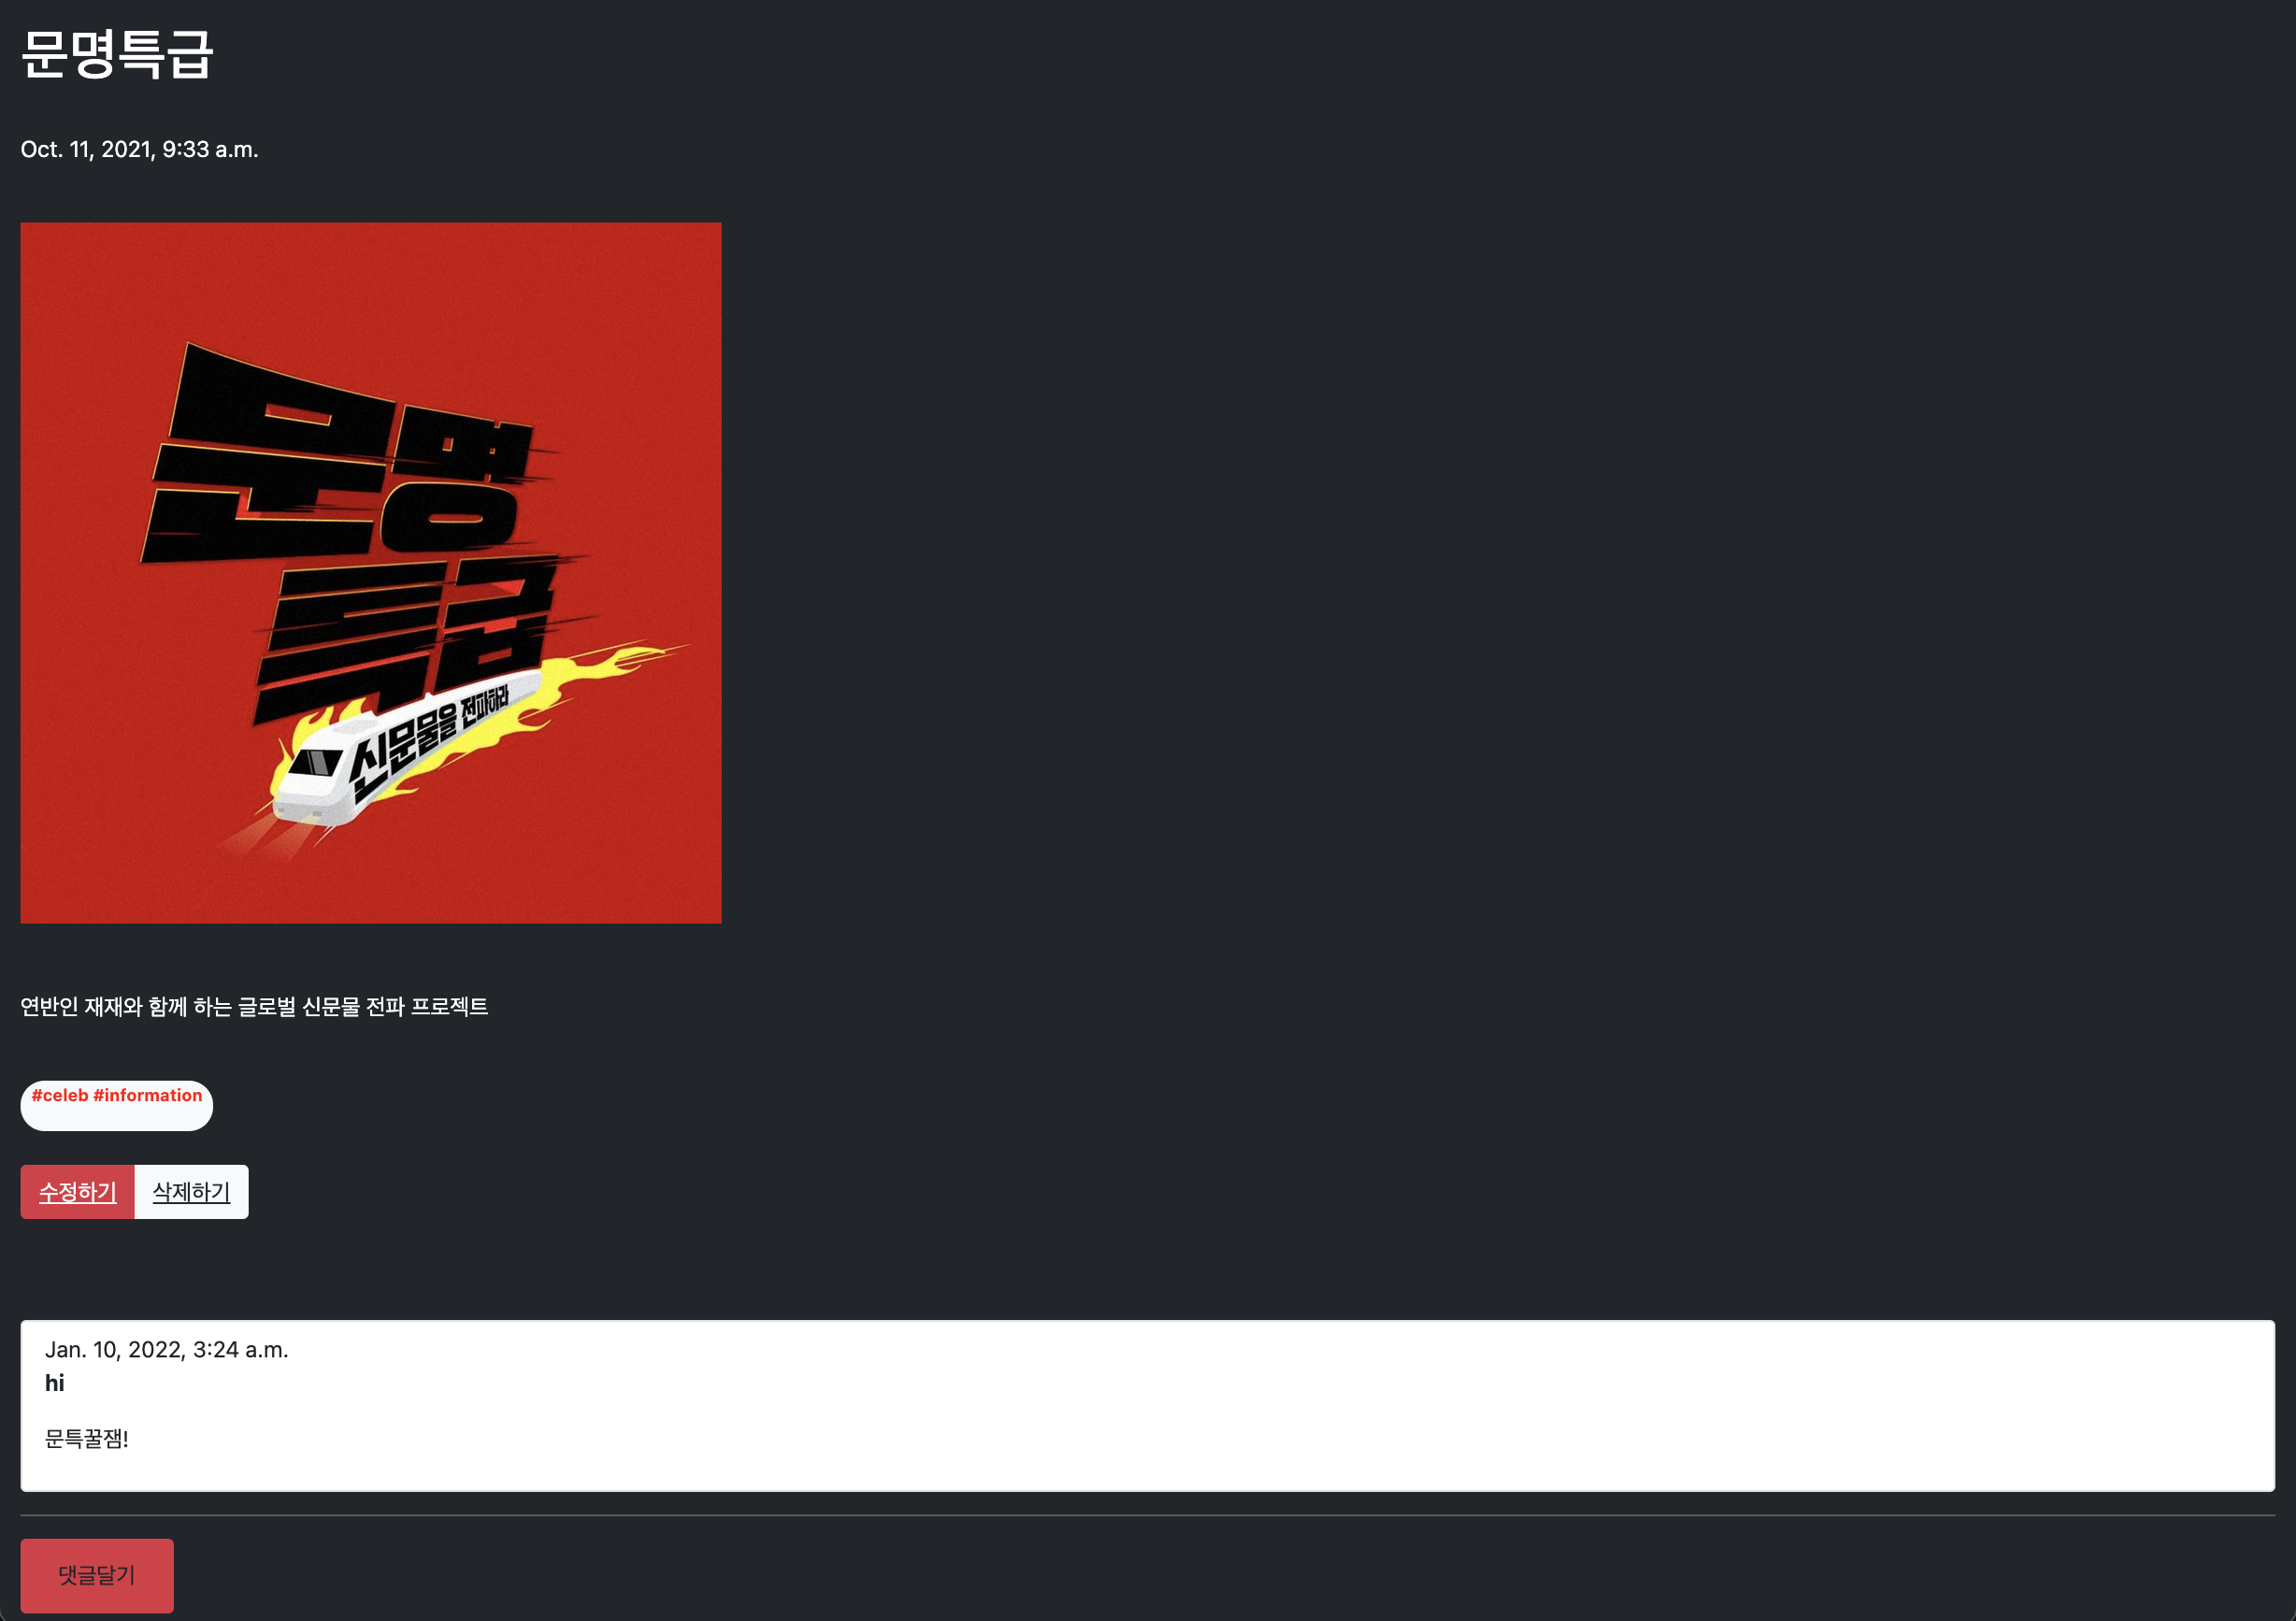 문명특급
Oct. 11, 2021, 9:33 a.m.
문명
특급
신문물을 전파하라
연반인 재재와 함께 하는 글로벌 신문물 전파 프로젝트
#celeb #information
수정하기 삭제하기
Jan. 10, 2022, 3:24 a.m.
hi
문특꿀잼!
댓글달기